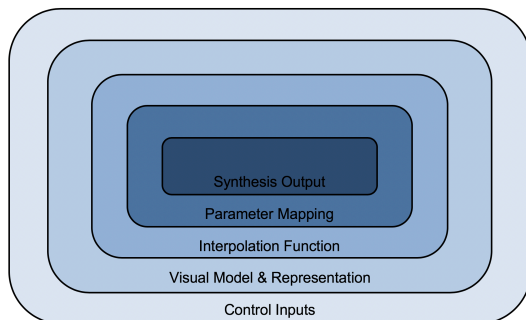 Synthesis Output
Parameter Mapping
Interpolation Function
Visual Model & Representation
Control Inputs